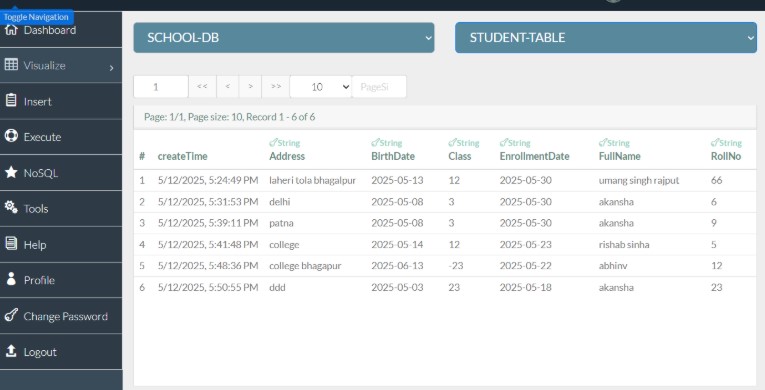 Toggle Navigation
Dashboard
Visualize
Insert
Execute
NoSQL
Tools
Help
Profile
Change Password
Logout
SCHOOL-DB STUDENT-TABLE
1 << < > >> 10 PageSi
Page: 1/1, Page size: 10, Record 1 - 6 of 6
String String String String String String
# createTime Address BirthDate Class EnrollmentDate FullName RollNo
1 5/12/2025, 5:24:49 PM laheri tola bhagalpur 2025-05-13 12 2025-05-30 umang singh rajput 66
2 5/12/2025, 5:31:53 PM delhi 2025-05-08 3 2025-05-30 akansha 6
3 5/12/2025, 5:39:11 PM patna 2025-05-08 3 2025-05-30 akansha 9
4 5/12/2025, 5:41:48 PM college 2025-05-14 12 2025-05-23 rishab sinha 5
5 5/12/2025, 5:48:36 PM college bhagapur 2025-06-13 -23 2025-05-22 abhinv 12
6 5/12/2025, 5:50:55 PM ddd 2025-05-03 23 2025-05-18 akansha 23